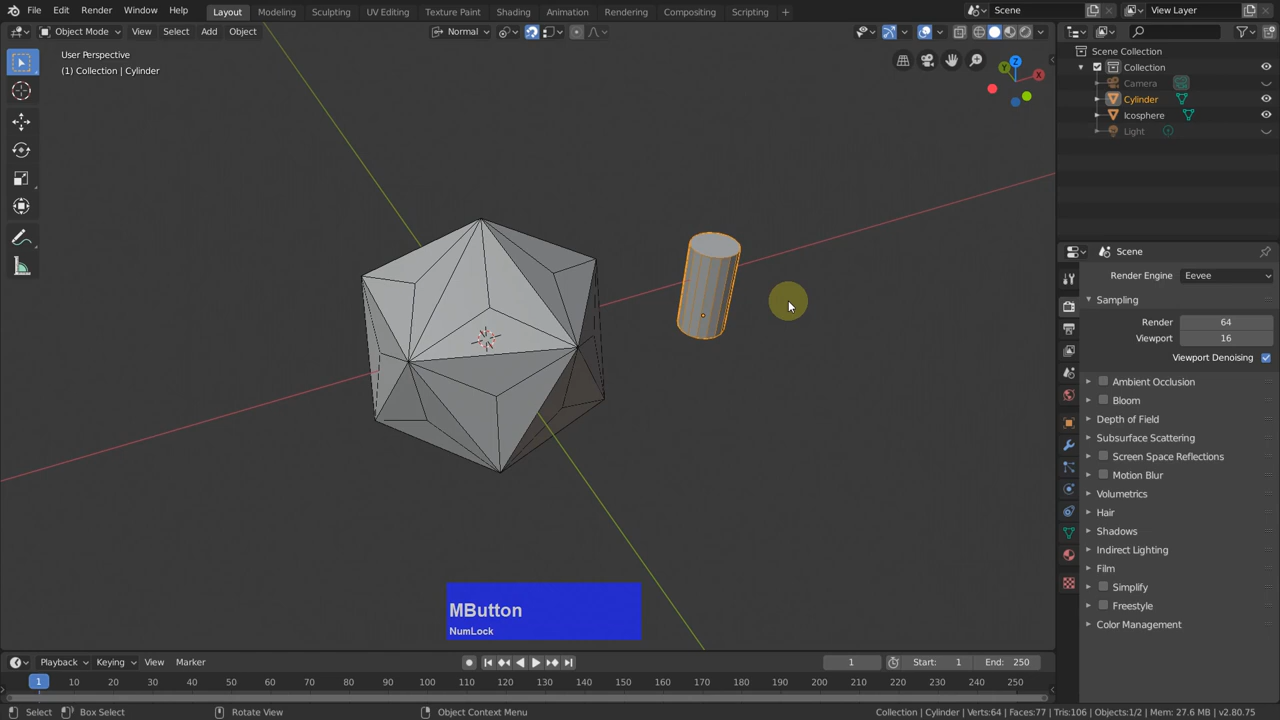 File Edit Render Window Help Layout Modeling Sculpting UV Editing Texture Paint Shading Animation Rendering Compositing Scripting + Scene View Layer
Object Mode View Select Add Object Normal
User Perspective
(1) Collection | Cylinder
Z
Y
X
Scene Collection
Collection
Camera
Cylinder
Icosphere
Light
Scene
Render Engine Eevee
Sampling
Render 64
Viewport 16
Viewport Denoising
Ambient Occlusion
Bloom
Depth of Field
Subsurface Scattering
Screen Space Reflections
Motion Blur
Volumetrics
Hair
Shadows
Indirect Lighting
Film
Simplify
Freestyle
Color Management
MButton
NumLock
Playback Keying View Marker 1 Start: 1 End: 250
1 10 20 30 40 50 60 70 80 90 100 110 120 130 140 150 160 170 180 190 200 210 220 230 240 250
Select Box Select Rotate View Object Context Menu Collection | Cylinder | Verts:64 | Faces:77 | Tris:106 | Objects:1/2 | Mem: 27.6 MB | v2.80.75